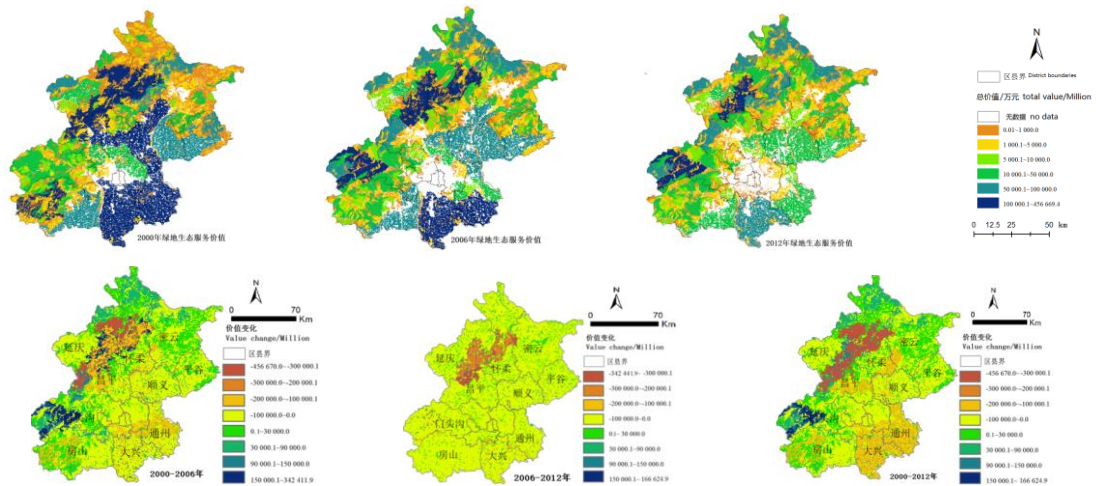 N
区县界 District boundaries
总价值/万元 total value/Million
无数据 no data
0.01~1 000.0
1 000.1~5 000.0
5 000.1~10 000.0
10 000.1~50 000.0
50 000.1~100 000.0
100 000.1~456 669.4
0 12.5 25 50 km
2000年绿地生态服务价值
2006年绿地生态服务价值
2012年绿地生态服务价值
N
0 70
Km
价值变化
Value change/Million
区县界
-456 670.0~-300 000.1
-300 000.0~-200 000.1
-200 000.0~-100 000.1
-100 000.0~0.0
0.1~30 000.0
30 000.1~90 000.0
90 000.1~150 000.0
150 000.1~342 411.9
延庆
密云
怀柔
昌平
平谷
顺义
通州
房山
大兴
2000-2006年
N
0 70
Km
价值变化
Value change/Million
区县界
-342 441.9~-300 000.1
-300 000.0~-200 000.1
-200 000.0~-100 000.1
-100 000.0~0.0
0.1~30 000.0
30 000.1~90 000.0
90 000.1~150 000.0
150 000.1~166 624.9
延庆
密云
怀柔
昌平
平谷
顺义
门头沟
通州
房山
大兴
2006-2012年
N
0 70
Km
价值变化
Value change/Million
区县界
-456 670.0~-300 000.1
-300 000.0~-200 000.1
-200 000.0~-100 000.1
-100 000.0~0.0
0.1~30 000.0
30 000.1~90 000.0
90 000.1~150 000.0
150 000.1~166 624.9
延庆
密云
怀柔
昌平
平谷
顺义
通州
房山
大兴
2000-2012年